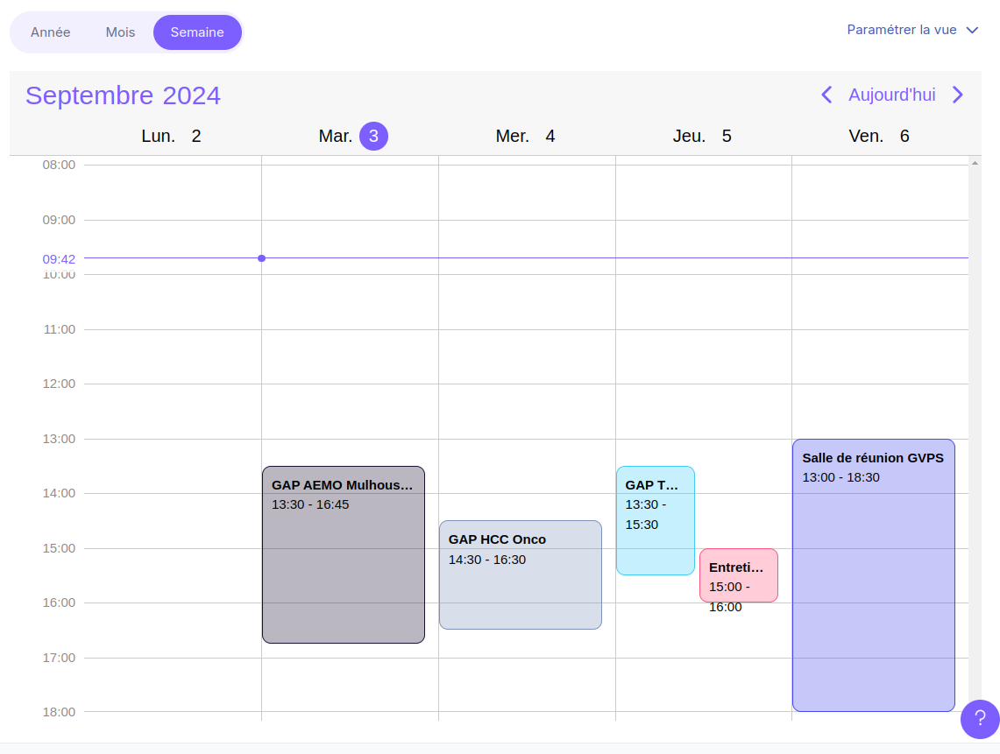 Année Mois Semaine
Paramétrer la vue
Septembre 2024
Aujourd'hui
Lun. 2 Mar. 3 Mer. 4 Jeu. 5 Ven. 6
08:00
09:00
09:42
10:00
11:00
12:00
13:00
Salle de réunion GVPS
13:00 - 18:30
GAP AEMO Mulhous...
13:30 - 16:45
GAP T...
13:30 -
15:30
14:00
GAP HCC Onco
14:30 - 16:30
15:00
Entreti...
15:00 -
16:00
16:00
17:00
18:00
?